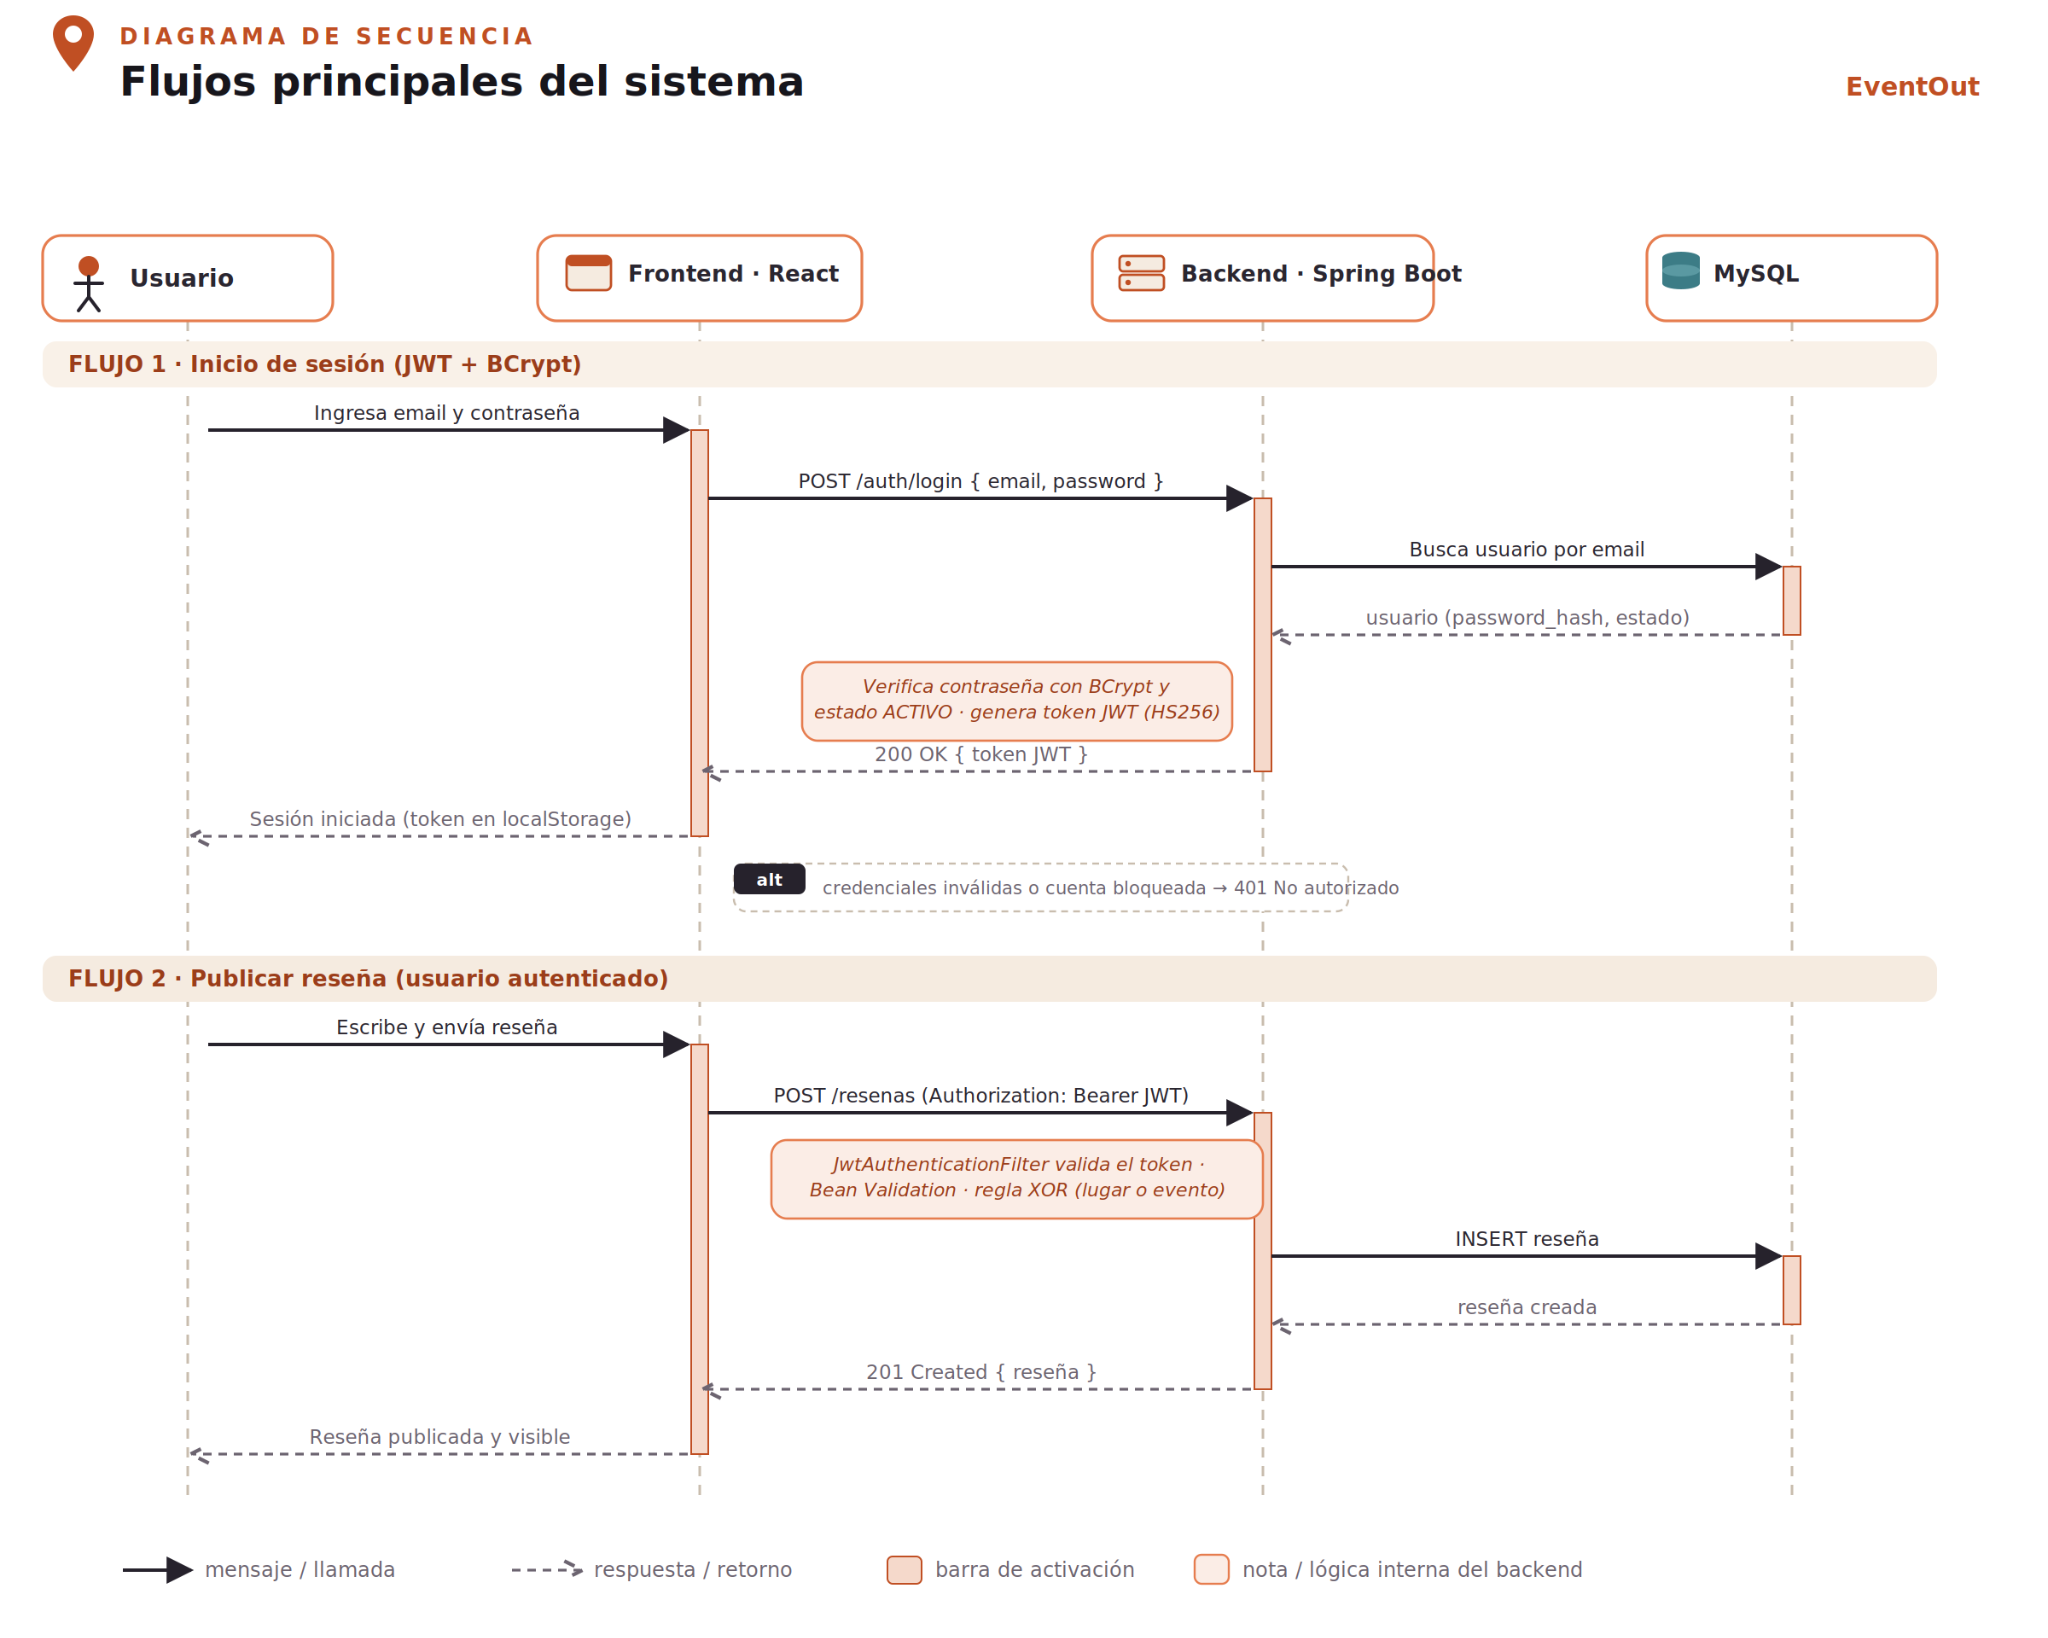 DIAGRAMA DE SECUENCIA
Flujos principales del sistema
EventOut
Usuario
Frontend · React
Backend · Spring Boot
MySQL
FLUJO 1 · Inicio de sesión (JWT + BCrypt)
Ingresa email y contraseña
POST /auth/login { email, password }
Busca usuario por email
usuario (password_hash, estado)
Verifica contraseña con BCrypt y
estado ACTIVO · genera token JWT (HS256)
200 OK { token JWT }
Sesión iniciada (token en localStorage)
alt
credenciales inválidas o cuenta bloqueada → 401 No autorizado
FLUJO 2 · Publicar reseña (usuario autenticado)
Escribe y envía reseña
POST /resenas (Authorization: Bearer JWT)
JwtAuthenticationFilter valida el token ·
Bean Validation · regla XOR (lugar o evento)
INSERT reseña
reseña creada
201 Created { reseña }
Reseña publicada y visible
mensaje / llamada
respuesta / retorno
barra de activación
nota / lógica interna del backend